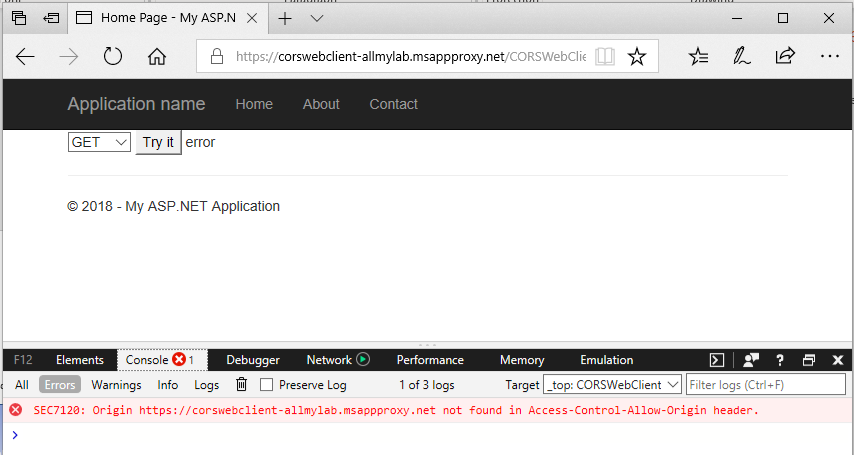 Home Page - My ASP.N
https://corswebclient-allmylab.msappproxy.net/CORSWebClie
Application name Home About Contact
GET Try it error
© 2018 - My ASP.NET Application
F12 Elements Console 1 Debugger Network Performance Memory Emulation
All Errors Warnings Info Logs Preserve Log 1 of 3 logs Target _top: CORSWebClient Filter logs (Ctrl+F)
SEC7120: Origin https://corswebclient-allmylab.msappproxy.net not found in Access-Control-Allow-Origin header.